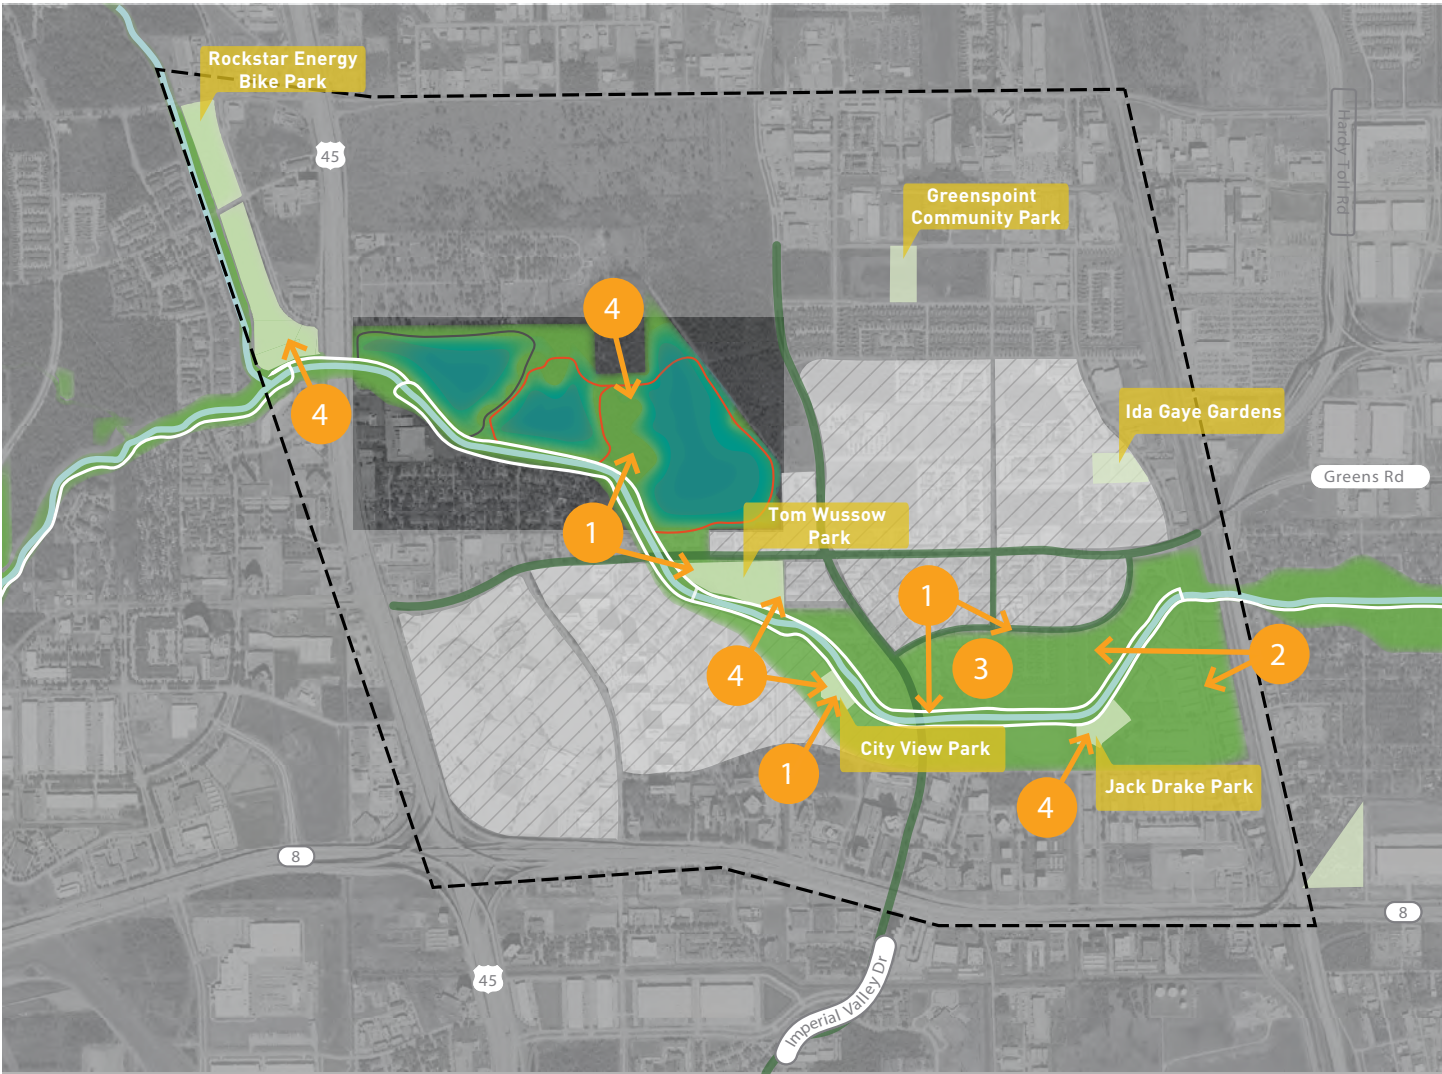 Rockstar Energy
Bike Park
45
Hardy Toll Rd
Greenspoint
Community Park
4
4
Ida Gaye Gardens
Greens Rd
1
Tom Wussow
Park
1
3
2
4
City View Park
1
Jack Drake Park
4
8
8
45
Imperial Valley Dr